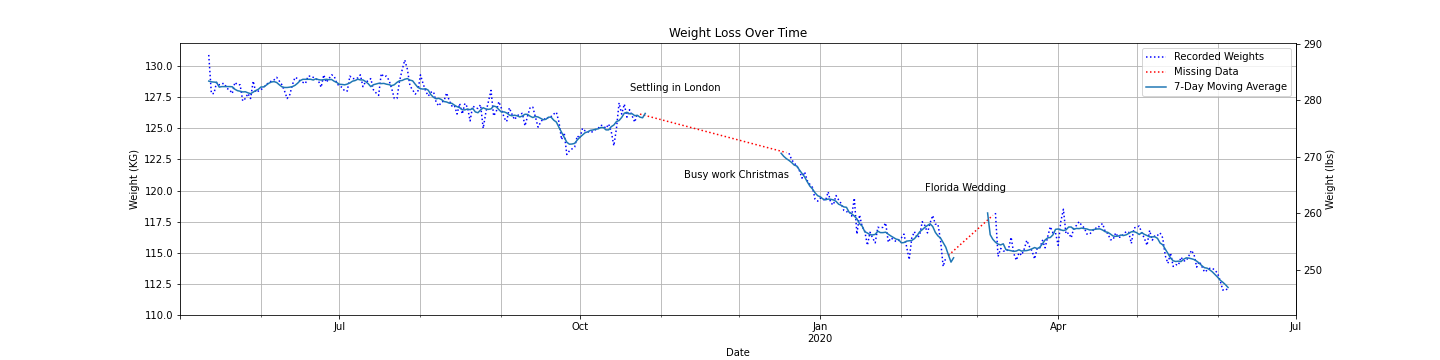 Weight Loss Over Time
Recorded Weights
Missing Data
7-Day Moving Average
Settling in London
Busy work Christmas
Florida Wedding
Weight (KG)
130.0
127.5
125.0
122.5
120.0
117.5
115.0
112.5
110.0
Weight (lbs)
290
280
270
260
250
Jul
Oct
Jan
2020
Apr
Jul
Date